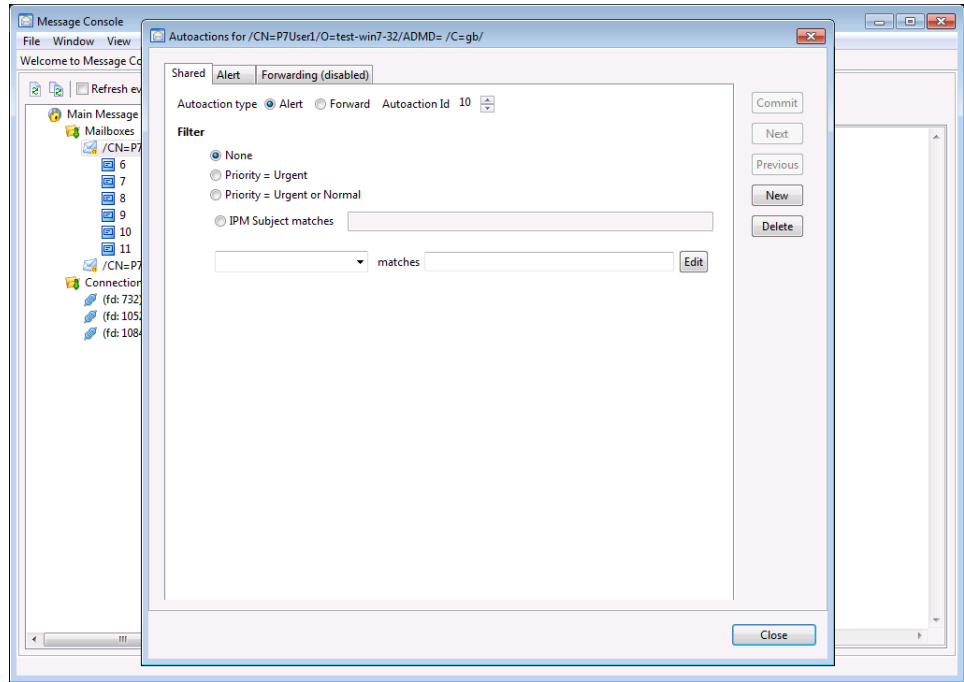 Message Console
File Window View
Welcome to Message Co
Refresh ev
Main Message
Mailboxes
/CN=P7
6
7
8
9
10
11
/CN=P7
Connection
(fd: 732)
(fd: 1052
(fd: 1084
Autoactions for /CN=P7User1/O=test-win7-32/ADMD= /C=gb/
Shared Alert Forwarding (disabled)
Autoaction type Alert Forward Autoaction Id 10
Filter
None
Priority = Urgent
Priority = Urgent or Normal
IPM Subject matches
matches Edit
Commit
Next
Previous
New
Delete
Close